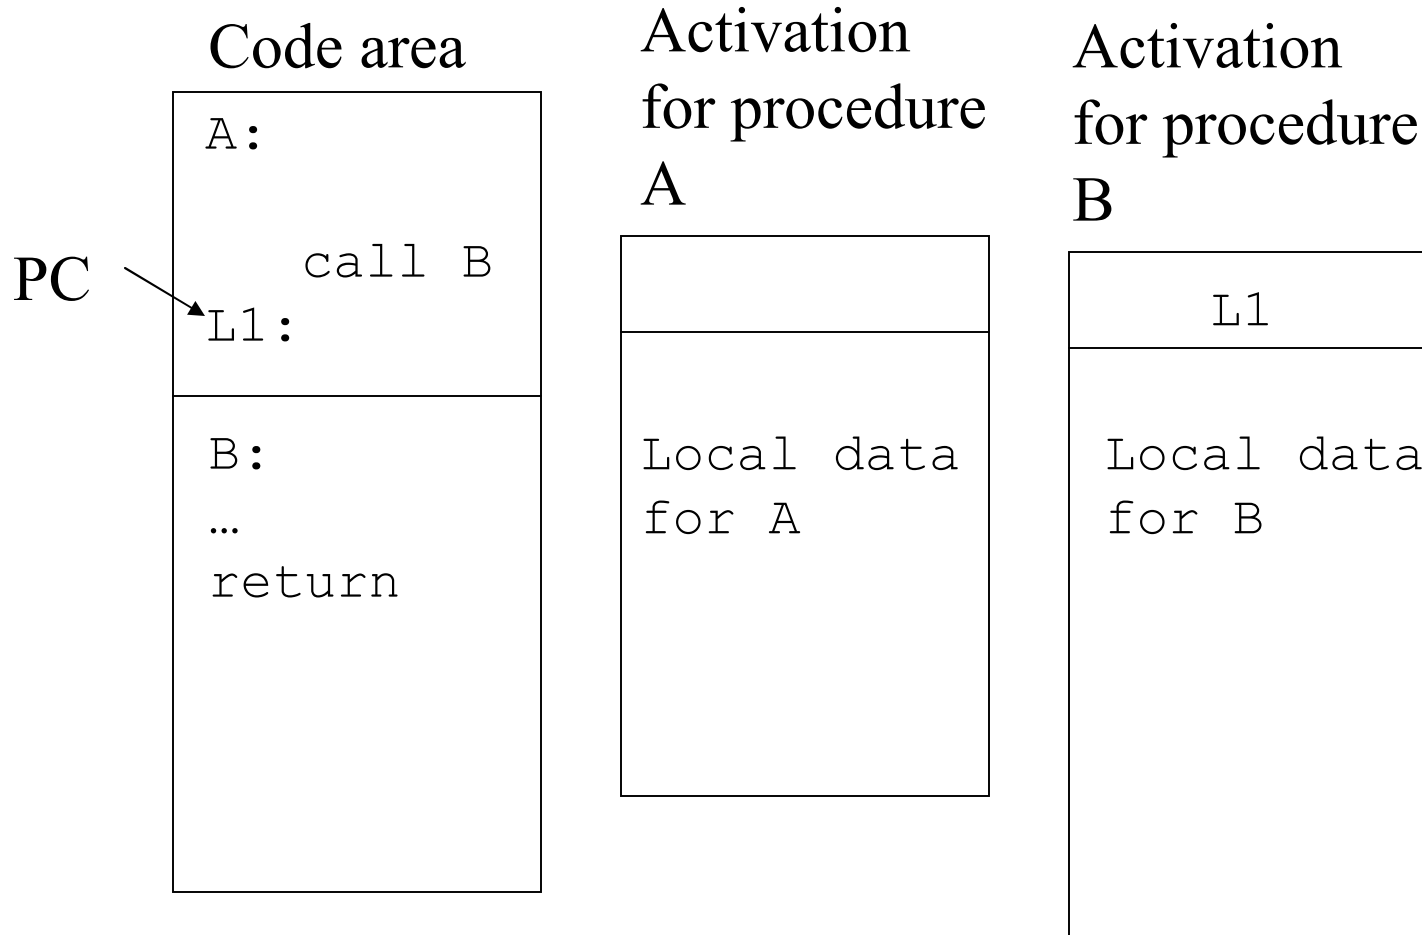 Code area
A:
call B
PC
L1:
B:
…
return
Activation
for procedure
A
Local data
for A
Activation
for procedure
B
L1
Local data
for B